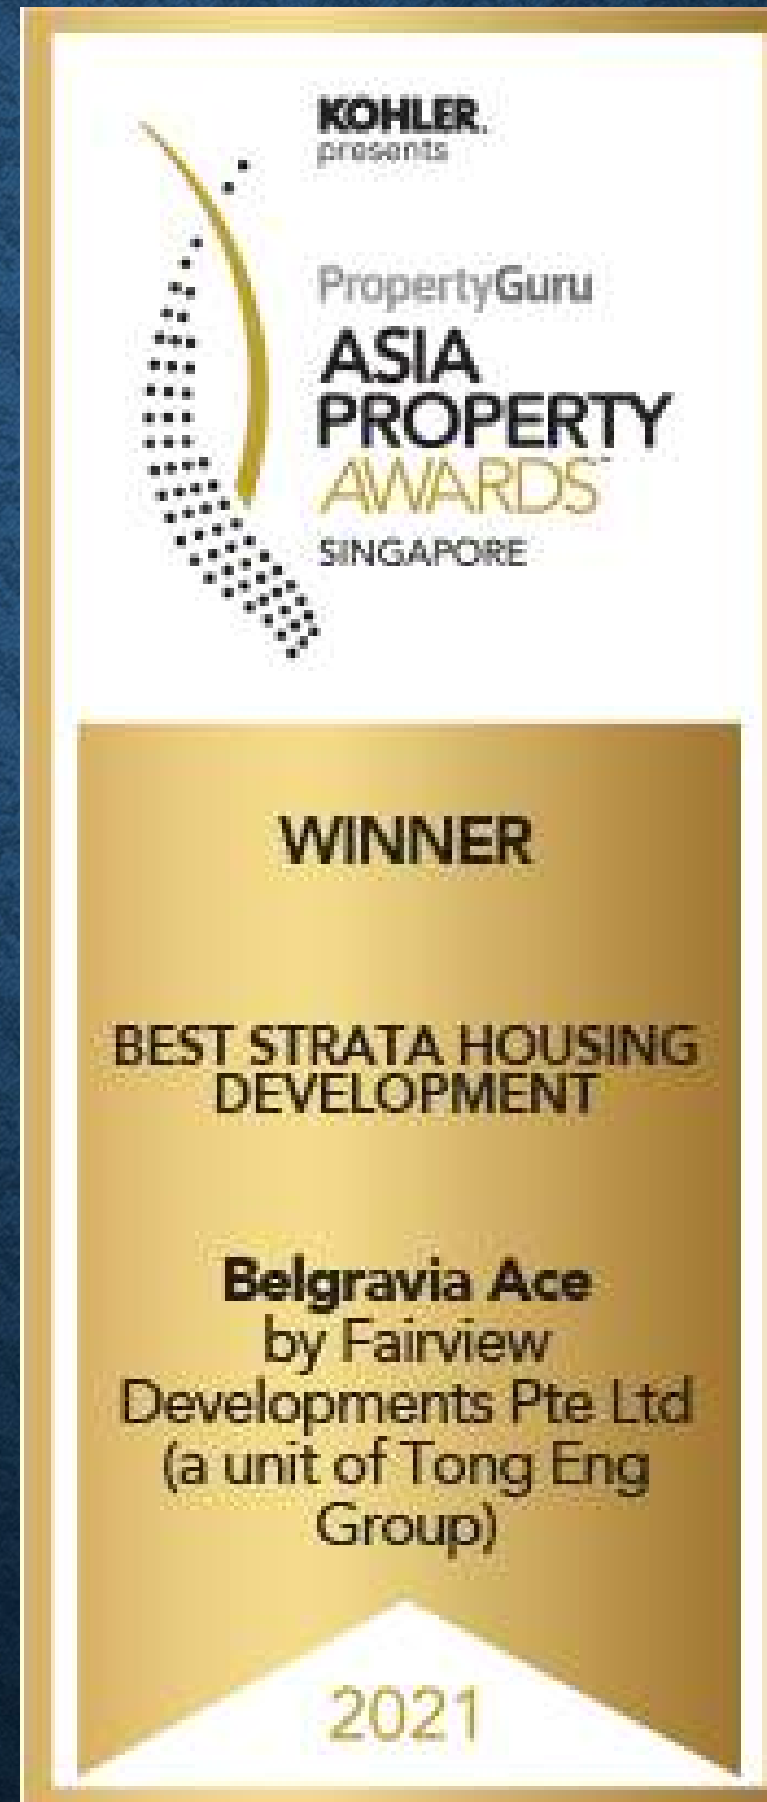 KOHLER.
presents
PropertyGuru
ASIA
PROPERTY
AWARDS™
SINGAPORE
WINNER
BEST STRATA HOUSING
DEVELOPMENT
Belgravia Ace
by Fairview
Developments Pte Ltd
(a unit of Tong Eng
Group)
2021